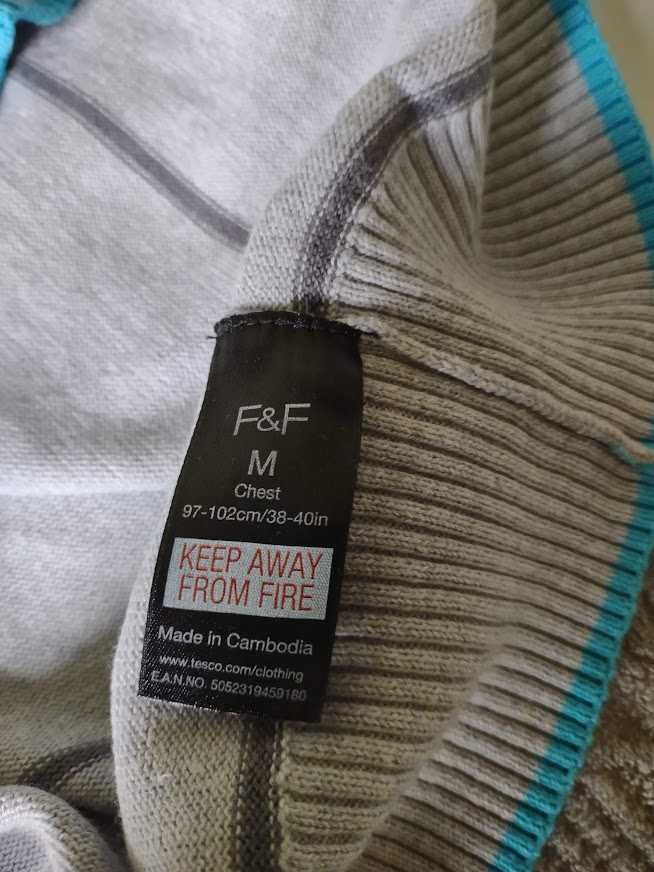 F&F
M
Chest
97-102cm/38-40in
KEEP AWAY
FROM FIRE
Made in Cambodia
www.tesco.com/clothing
E.A.N.NO. 5052319459180